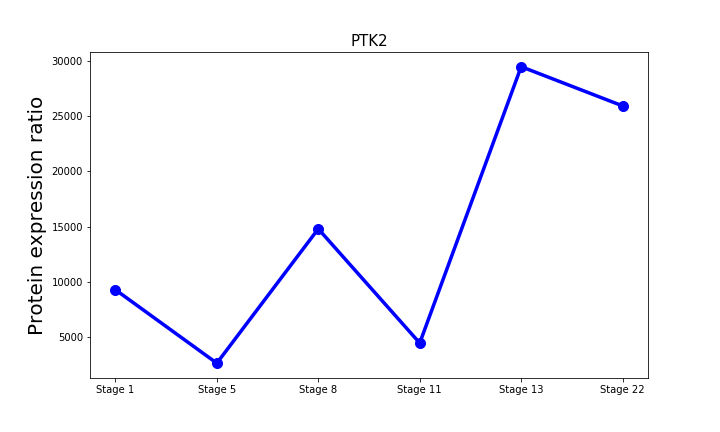 PTK2
Protein expression ratio
30000
25000
20000
15000
10000
5000
Stage 1
Stage 5
Stage 8
Stage 11
Stage 13
Stage 22